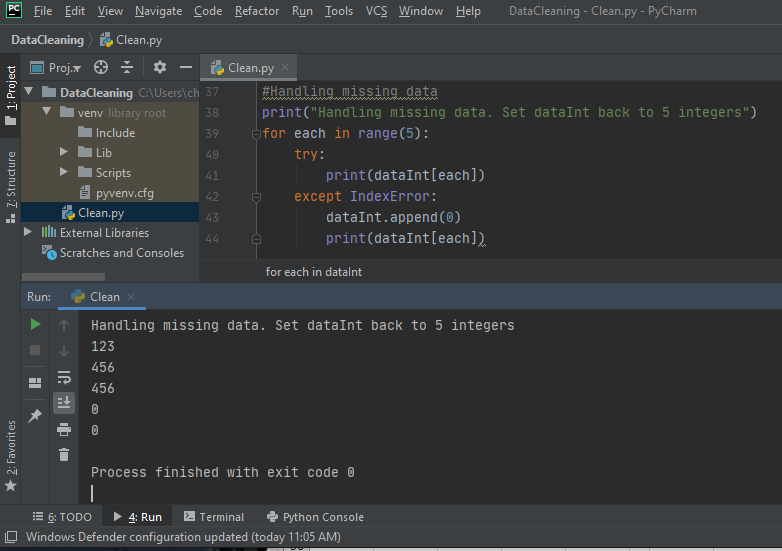 PC File Edit View Navigate Code Refactor Run Tools VCS Window Help DataCleaning - Clean.py - PyCharm
DataCleaning Clean.py
1: Project
Proj... Clean.py
DataCleaning C:\Users\ch
venv library root
Include
Lib
Scripts
pyvenv.cfg
Clean.py
External Libraries
Scratches and Consoles
7: Structure
37 #Handling missing data
38 print("Handling missing data. Set dataInt back to 5 integers")
39 for each in range(5):
40 try:
41 print(dataInt[each])
42 except IndexError:
43 dataInt.append(0)
44 print(dataInt[each])
for each in dataInt
Run: Clean
Handling missing data. Set dataInt back to 5 integers
123
456
456
0
0
Process finished with exit code 0
2: Favorites
6: TODO 4: Run Terminal Python Console
Windows Defender configuration updated (today 11:05 AM)